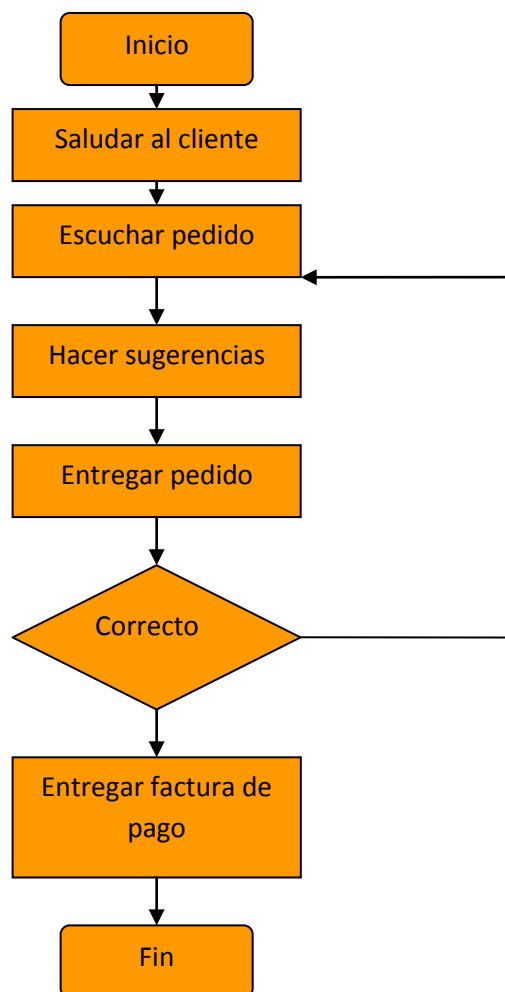 Inicio
Saludar al cliente
Escuchar pedido
Hacer sugerencias
Entregar pedido
Correcto
Entregar factura de
pago
Fin